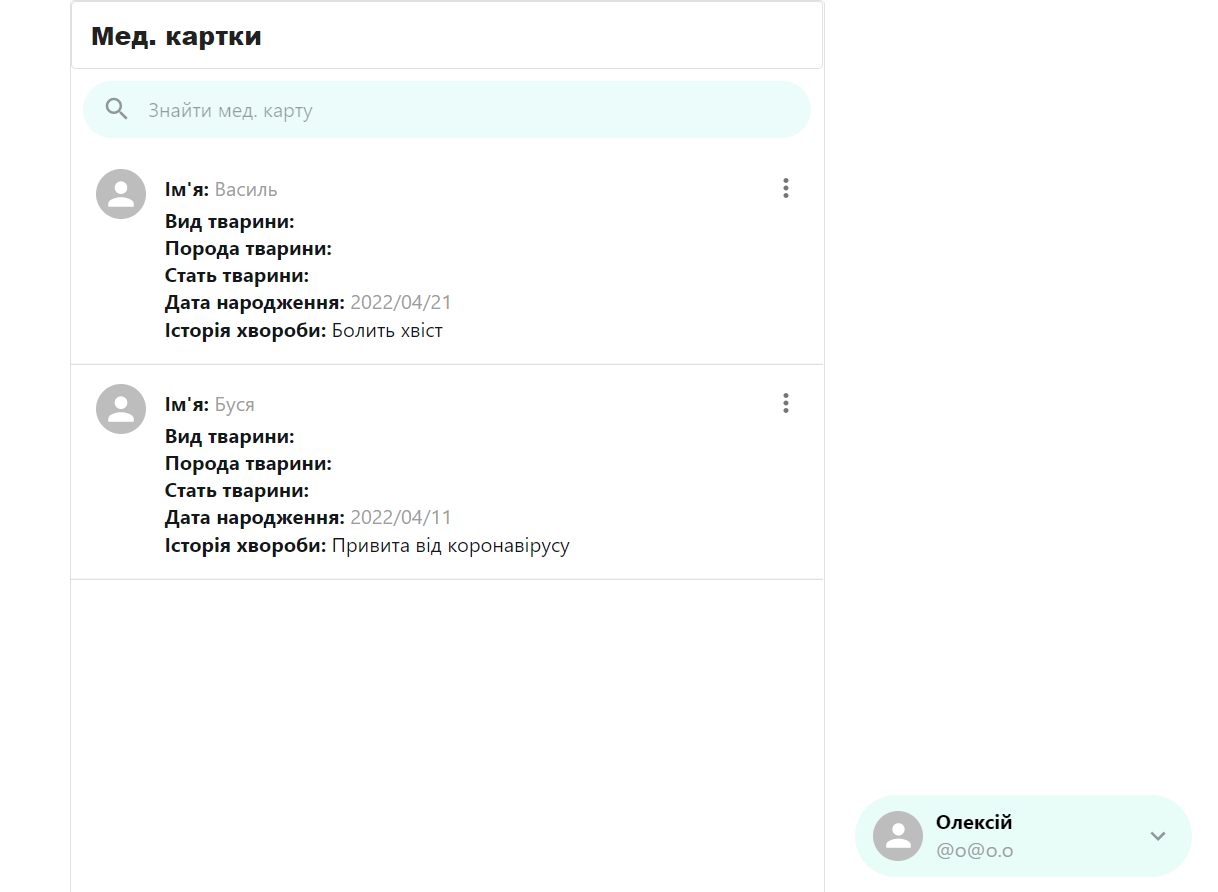 Мед. картки
Знайти мед. карту
Ім'я: Василь
Вид тварини:
Порода тварини:
Стать тварини:
Дата народження: 2022/04/21
Історія хвороби: Болить хвіст
Ім'я: Буся
Вид тварини:
Порода тварини:
Стать тварини:
Дата народження: 2022/04/11
Історія хвороби: Привита від коронавірусу
Олексій
@o@o.o